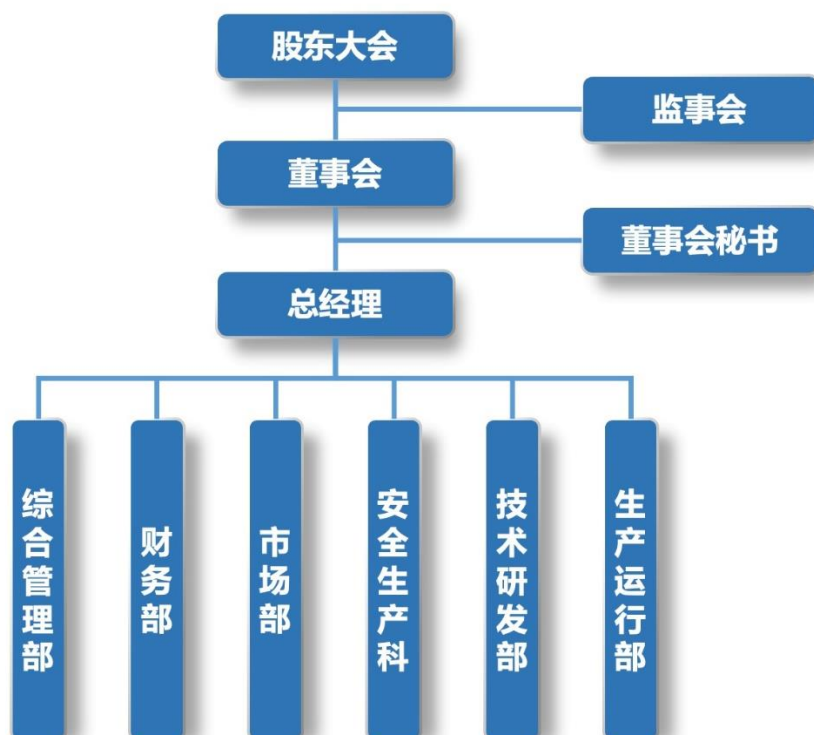 股东大会
监事会
董事会
董事会秘书
总经理
综合管理部
财务部
市场部
安全生产科
技术研发部
生产运行部